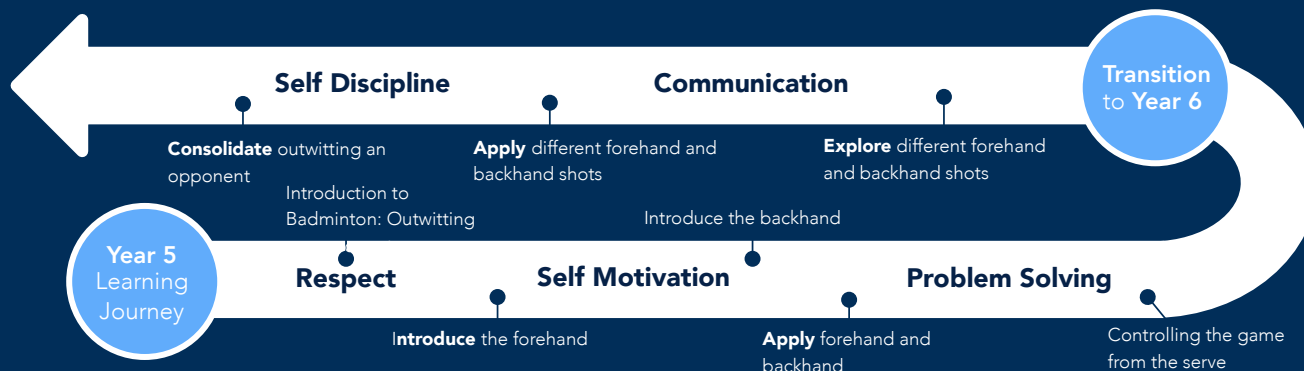 Self Discipline
Communication
Transition
to Year 6
Consolidate outwitting an
opponent
Apply different forehand and
backhand shots
Explore different forehand
and backhand shots
Introduction to
Badminton: Outwitting
Introduce the backhand
Year 5
Learning
Journey
Respect
Self Motivation
Problem Solving
Introduce the forehand
Apply forehand and
backhand
Controlling the game
from the serve